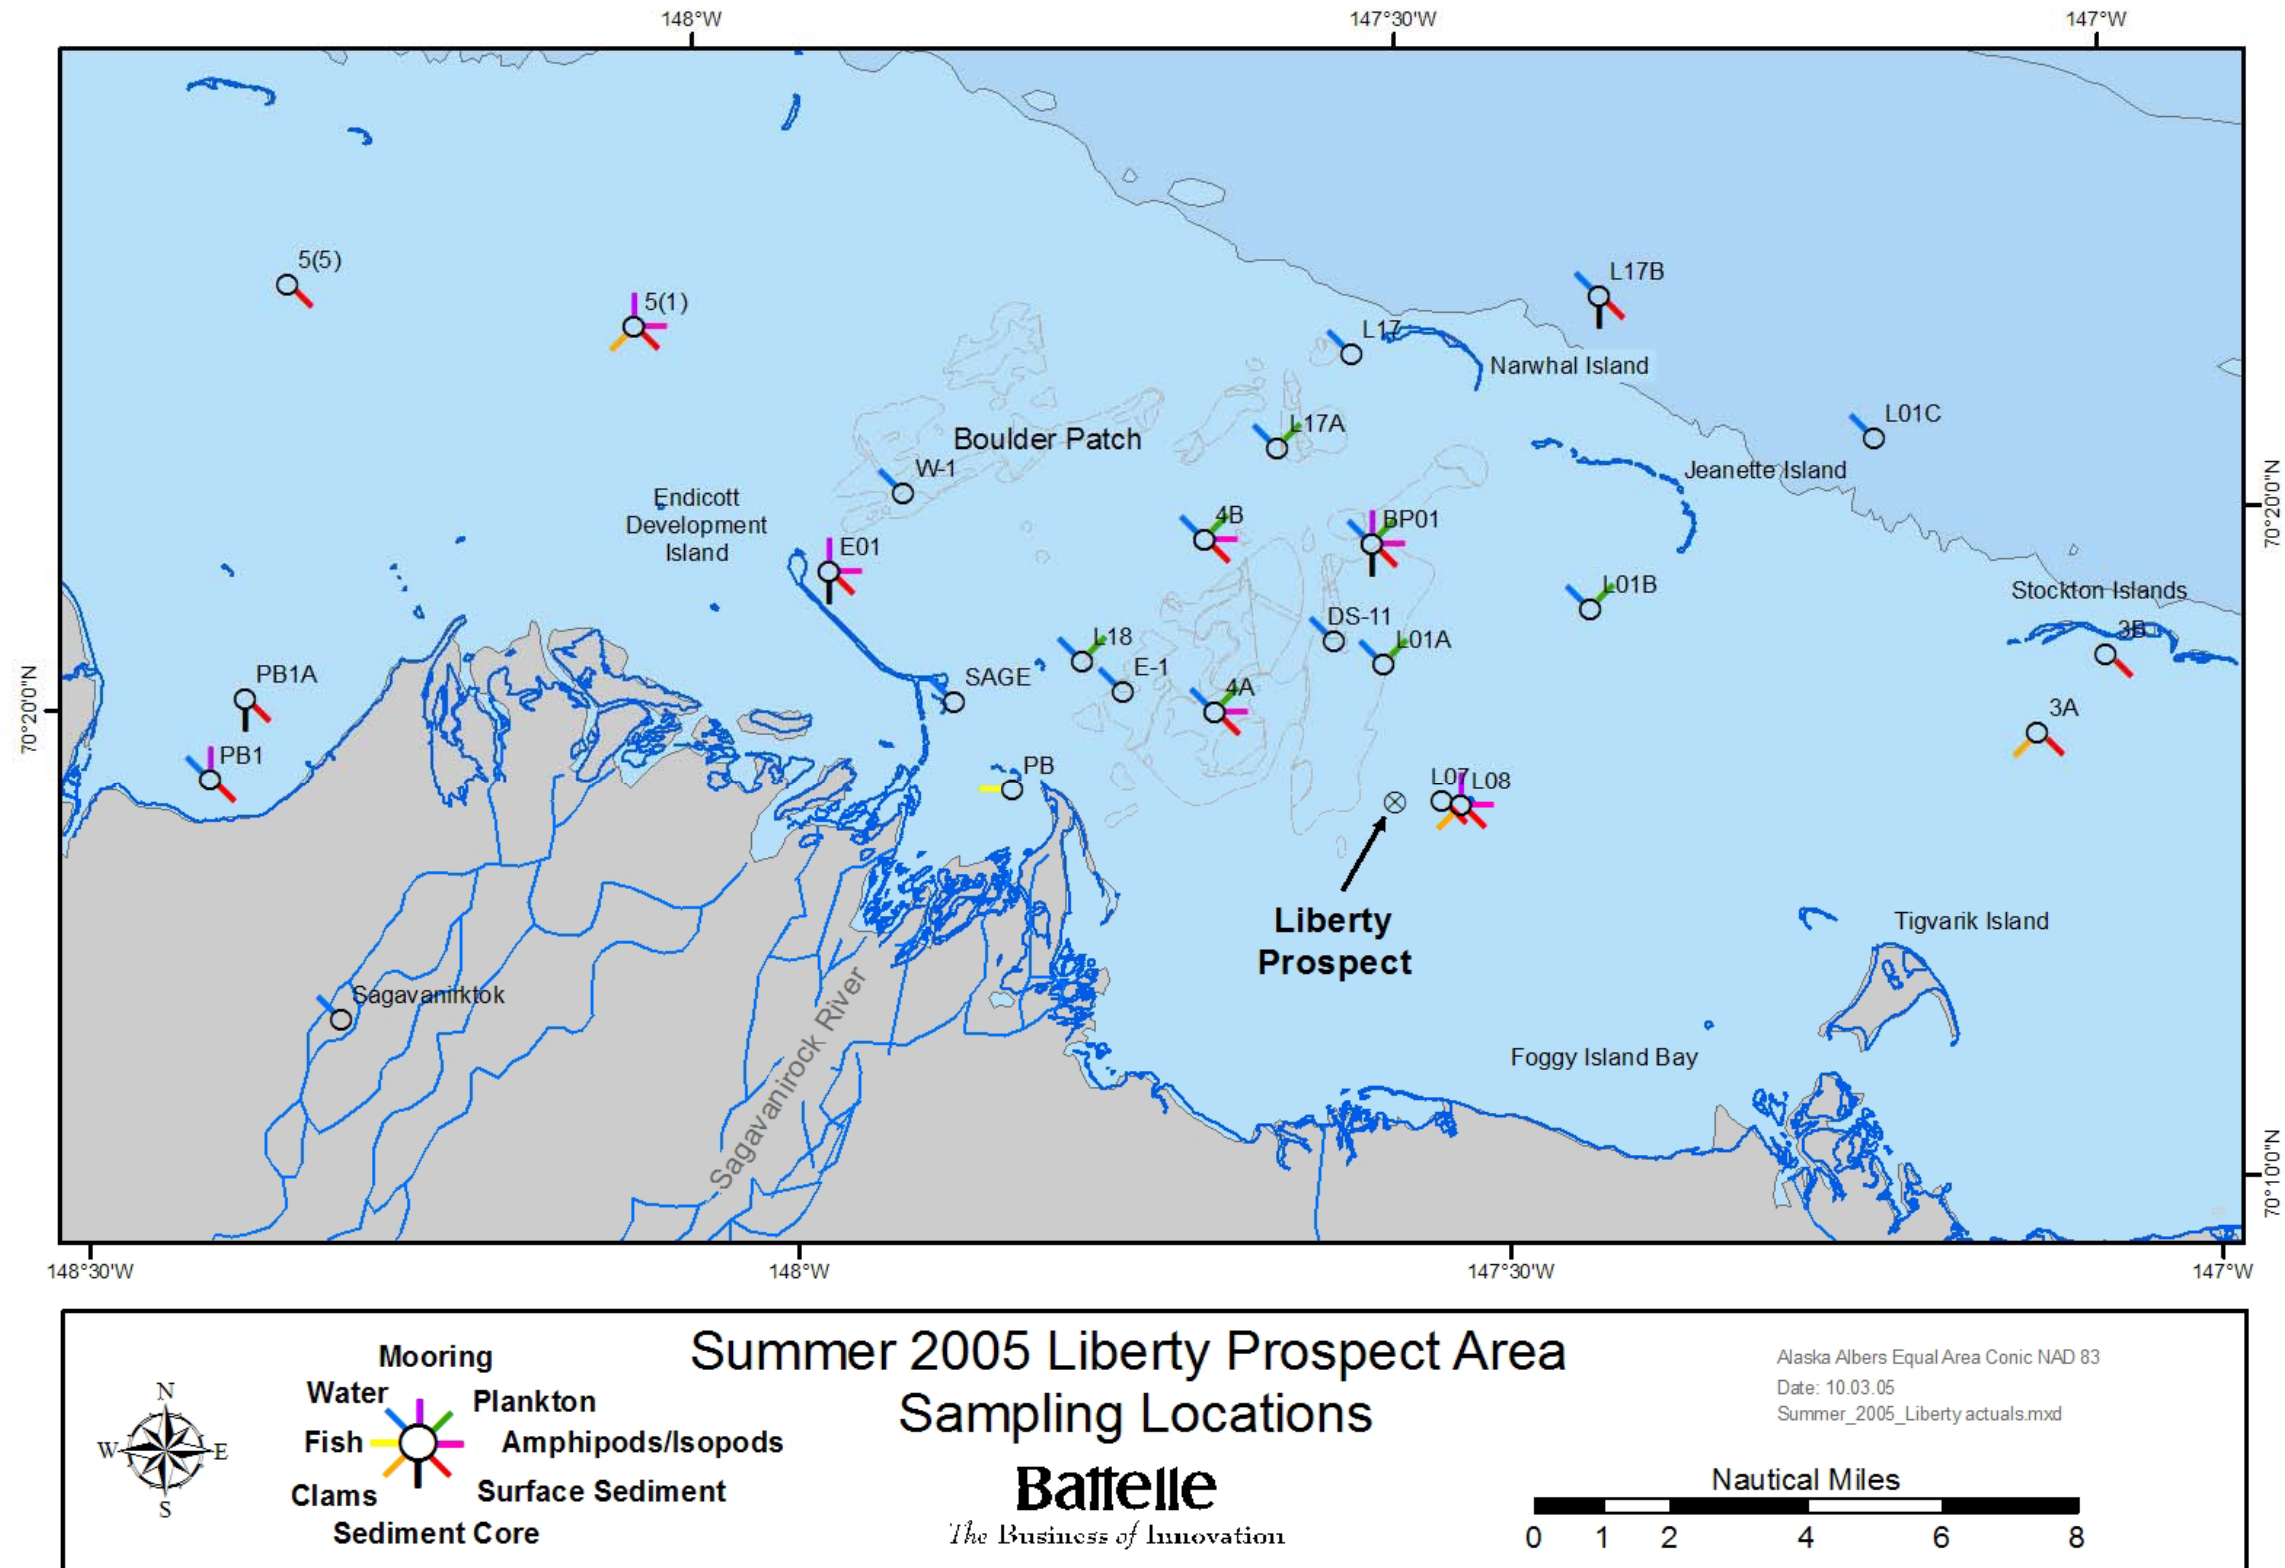 148°W
147°30'W
147°W
5(5)
5(1)
L17B
L17
Narwhal Island
L01C
L17A
Boulder Patch
W-1
Jeanette Island
Endicott
Development
Island
4B
BP01
E01
L01B
Stockton Islands
DS-11
3B
L18
L01A
E-1
SAGE
PB1A
4A
3A
PB1
PB
L07
L08
70°20'0"N
70°20'0"N
70°10'0"N
Liberty
Prospect
Tigvarik Island
Sagavanirktok
Sagavanirock River
Foggy Island Bay
148°30'W
148°W
147°30'W
147°W
Summer 2005 Liberty Prospect Area
Sampling Locations
Mooring
Water
Plankton
Fish
Amphipods/Isopods
Clams
Surface Sediment
Sediment Core
N
W
E
S
Battelle
The Business of Innovation
Alaska Albers Equal Area Conic NAD 83
Date: 10.03.05
Summer_2005_Liberty actuals.mxd
Nautical Miles
0 1 2 4 6 8